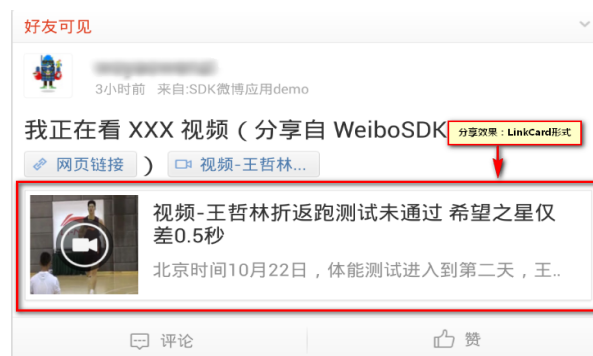 好友可见
3小时前 来自:SDK微博应用demo
我正在看 XXX 视频（分享自 WeiboSDK
分享效果：LinkCard形式
网页链接 ） 视频-王哲林...
视频-王哲林折返跑测试未通过 希望之星仅
差0.5秒
北京时间10月22日，体能测试进入到第二天，王..
评论 赞